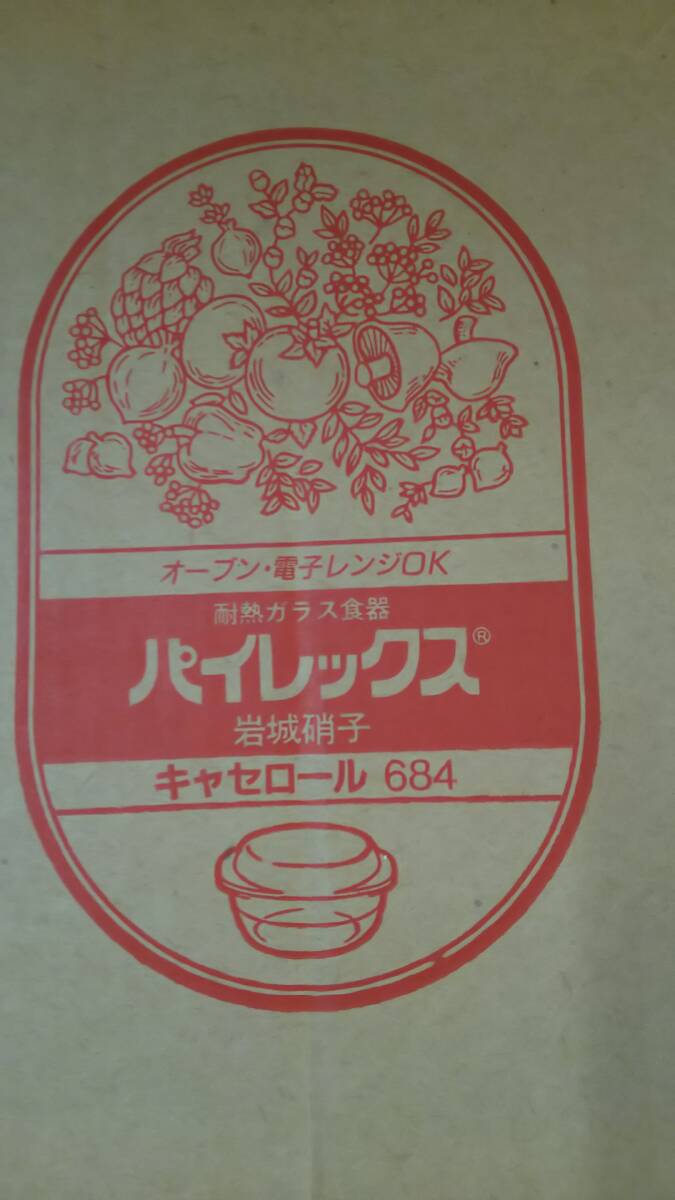 オーブン・電子レンジOK
耐熱ガラス食器
パイレックス®
岩城硝子
キャセロール 684